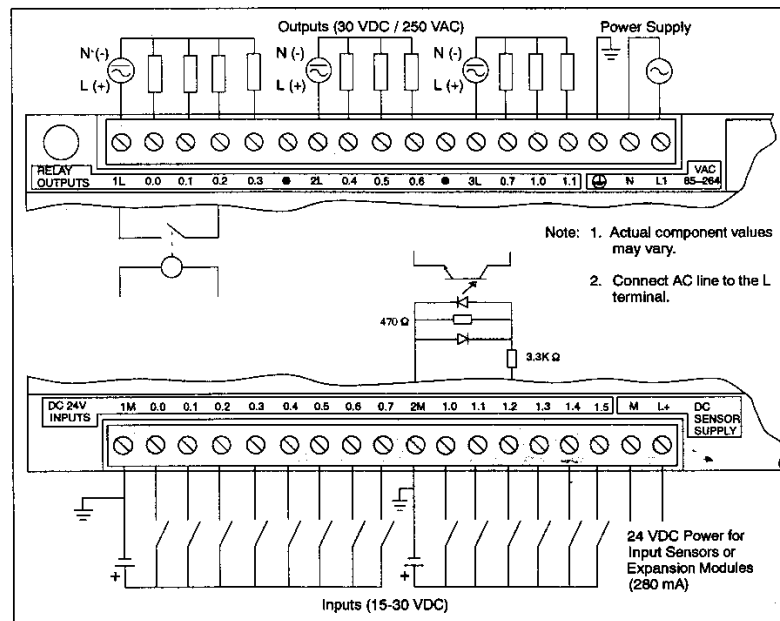 Outputs (30 VDC / 250 VAC)
Power Supply
N (-)
L (+)
N (-)
L (+)
N (-)
L (+)
RELAY
OUTPUTS
1L 0.0 0.1 0.2 0.3 ● 2L 0.4 0.5 0.6 ● 3L 0.7 1.0 1.1 N L1
VAC
85–264
Note: 1. Actual component values
may vary.
2. Connect AC line to the L
terminal.
470 Ω
3.3K Ω
DC 24V
INPUTS
1M 0.0 0.1 0.2 0.3 0.4 0.5 0.6 0.7 2M 1.0 1.1 1.2 1.3 1.4 1.5 M L+
DC
SENSOR
SUPPLY
+
+
24 VDC Power for
Input Sensors or
Expansion Modules
(280 mA)
Inputs (15-30 VDC)